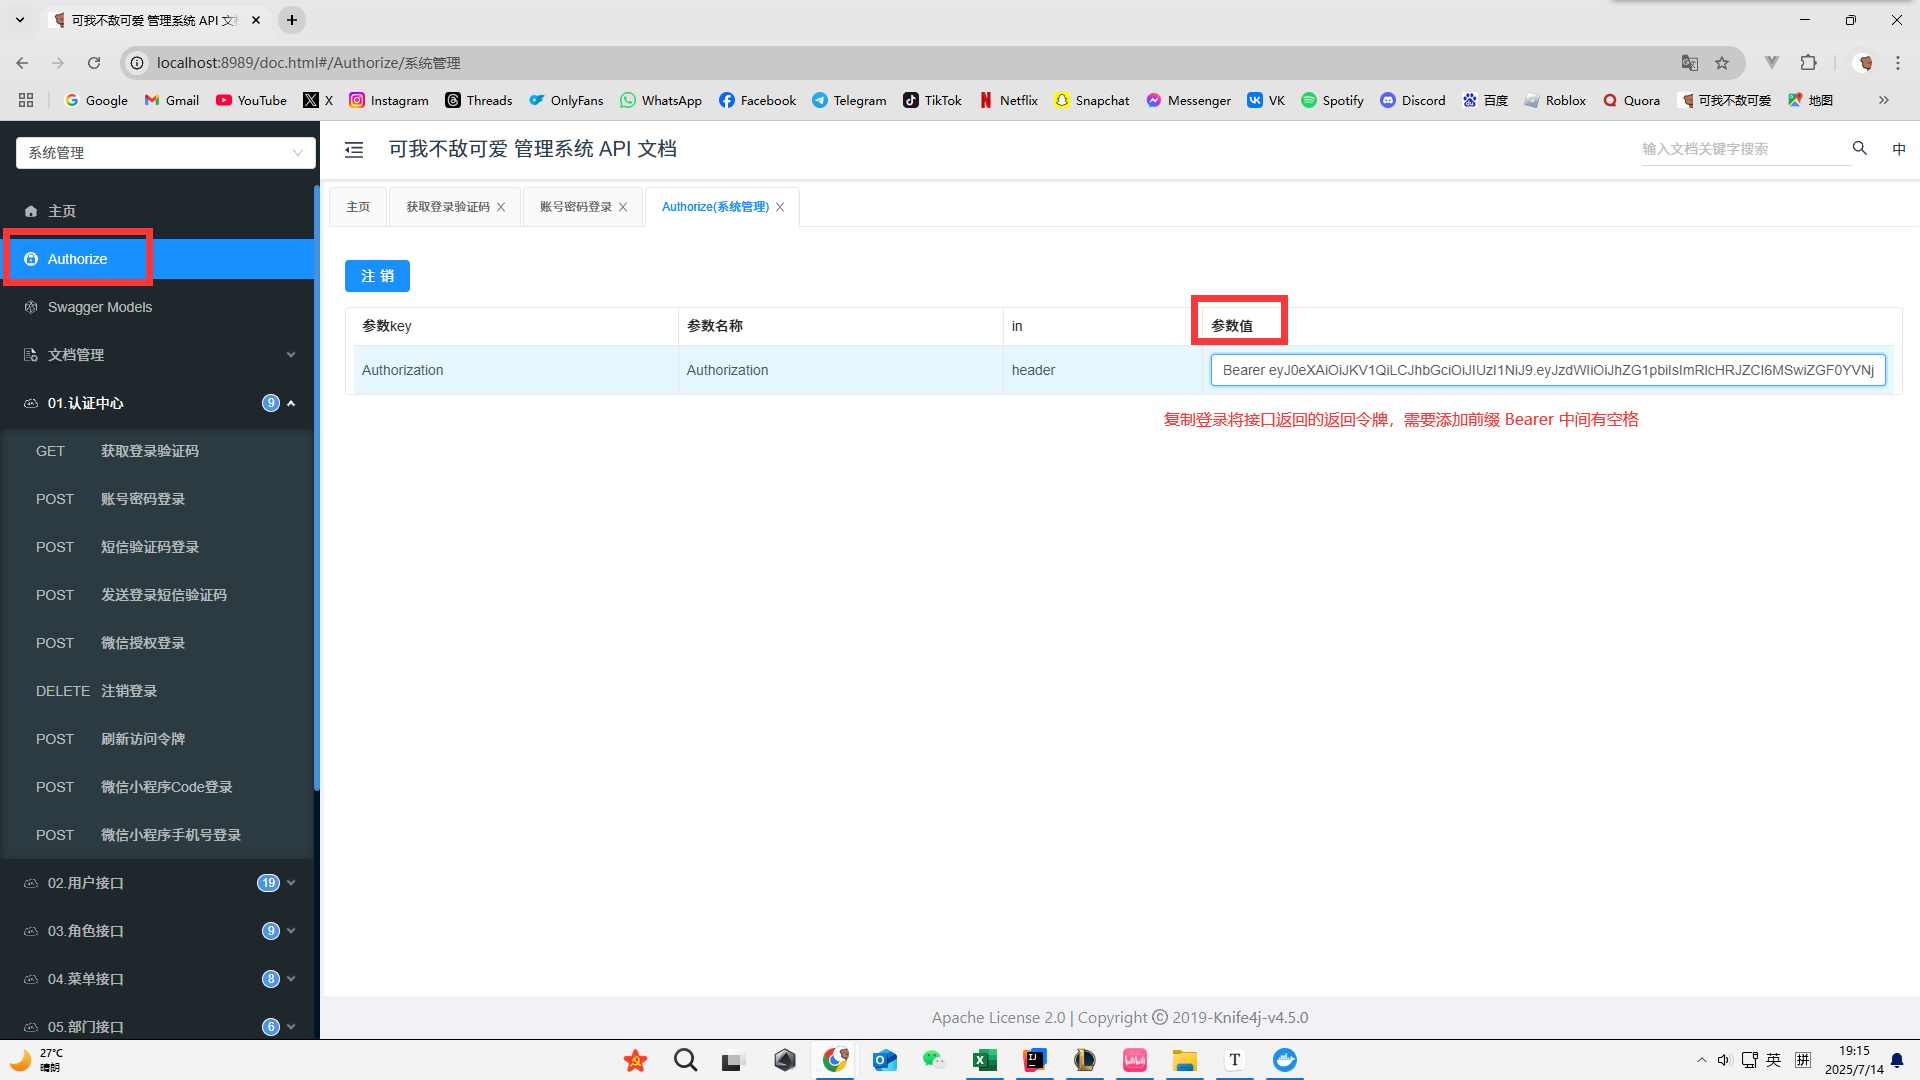 可我不敌可爱 管理系统 API 文
localhost:8989/doc.html#/Authorize/系统管理
Google
Gmail
YouTube
X
Instagram
Threads
OnlyFans
WhatsApp
Facebook
Telegram
TikTok
Netflix
Snapchat
Messenger
VK
Spotify
Discord
百度
Roblox
Quora
可我不敌可爱
地图
系统管理
可我不敌可爱 管理系统 API 文档
输入文档关键字搜索
中
主页
获取登录验证码
账号密码登录
Authorize(系统管理)
主页
Authorize
Swagger Models
文档管理
01.认证中心 9
GET 获取登录验证码
POST 账号密码登录
POST 短信验证码登录
POST 发送登录短信验证码
POST 微信授权登录
DELETE 注销登录
POST 刷新访问令牌
POST 微信小程序Code登录
POST 微信小程序手机号登录
02.用户接口 19
03.角色接口 9
04.菜单接口 8
05.部门接口 6
注 销
参数key 参数名称 in 参数值
Authorization Authorization header Bearer eyJ0eXAiOiJKV1QiLCJhbGciOiJIUzI1NiJ9.eyJzdWIiOiJhZG1pbiIsImRlcHRJZCI6MSwiZGF0YVNj
复制登录将接口返回的返回令牌，需要添加前缀 Bearer 中间有空格
Apache License 2.0 | Copyright © 2019-Knife4j-v4.5.0
27℃
晴朗
英
拼
19:15
2025/7/14